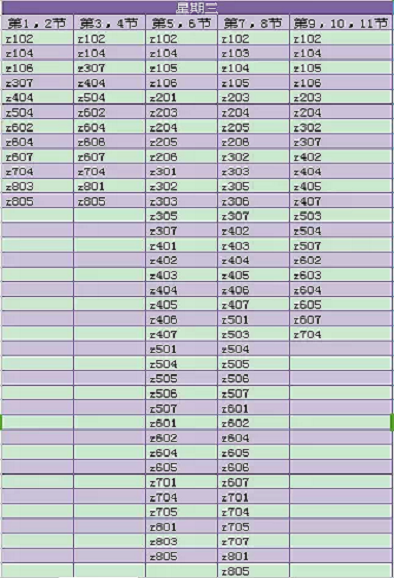 星期三
第1，2节 第3，4节 第5，6节 第7，8节 第9，10，11节
z102 z102 z102 z102 z102
z104 z104 z104 z103 z104
z106 z307 z105 z104 z105
z307 z404 z106 z105 z106
z404 z504 z201 z203 z203
z504 z602 z203 z204 z204
z602 z604 z204 z205 z302
z604 z606 z205 z206 z307
z607 z607 z206 z302 z402
z704 z704 z301 z303 z404
z803 z801 z302 z305 z405
z805 z805 z303 z306 z407
z305 z307 z503
z307 z402 z504
z401 z403 z507
z402 z404 z602
z403 z405 z603
z404 z406 z604
z405 z407 z605
z406 z501 z607
z407 z503 z704
z501 z504
z504 z505
z505 z506
z506 z507
z507 z601
z601 z602
z602 z604
z604 z605
z605 z606
z701 z607
z704 z701
z705 z704
z801 z705
z803 z707
z805 z801
z805